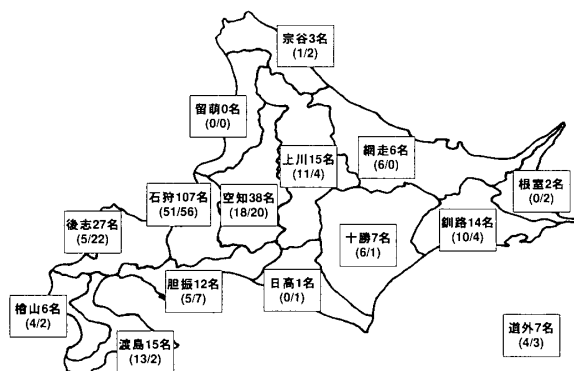 宗谷3名
(1/2)
留萌0名
(0/0)
上川15名
(11/4)
網走6名
(6/0)
石狩107名
(51/56)
空知38名
(18/20)
根室2名
(0/2)
後志27名
(5/22)
十勝7名
(6/1)
釧路14名
(10/4)
胆振12名
(5/7)
日高1名
(0/1)
檜山6名
(4/2)
渡島15名
(13/2)
道外7名
(4/3)